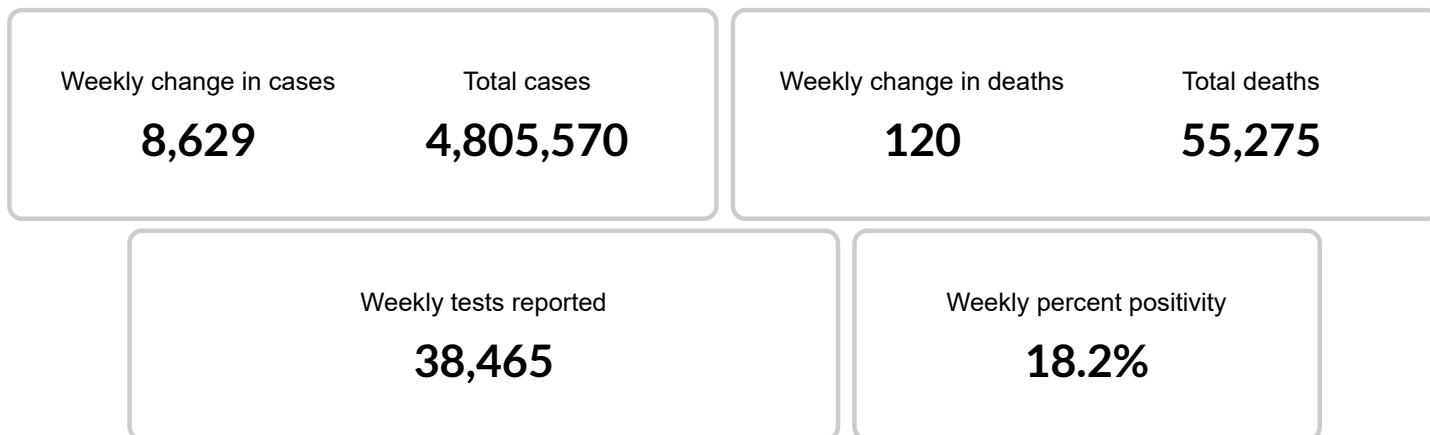 Weekly change in cases
8,629
Total cases
4,805,570
Weekly change in deaths
120
Total deaths
55,275
Weekly tests reported
38,465
Weekly percent positivity
18.2%